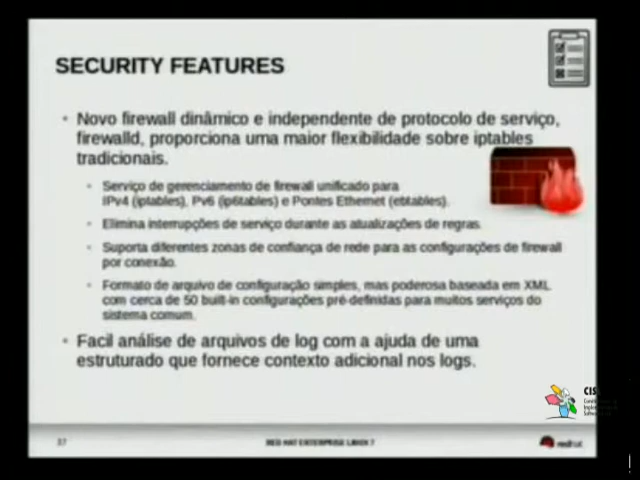 SECURITY FEATURES
Novo firewall dinâmico e independente de protocolo de serviço,
firewalld, proporciona uma maior flexibilidade sobre iptables
tradicionais.
Serviço de gerenciamento de firewall unificado para
IPv4 (iptables), Pv6 (ip6tables) e Pontes Ethernet (ebtables).
Elimina interrupções de serviço durante as atualizações de regras.
Suporta diferentes zonas de confiança de rede para as configurações de firewall
por conexão.
Formato de arquivo de configuração simples, mas poderosa baseada em XML
com cerca de 50 built-in configurações pré-definidas para muitos serviços do
sistema comum.
Facil análise de arquivos de log com a ajuda de uma
estruturado que fornece contexto adicional nos logs.
CIS
37
RED HAT ENTERPRISE LINUX 7
redhat